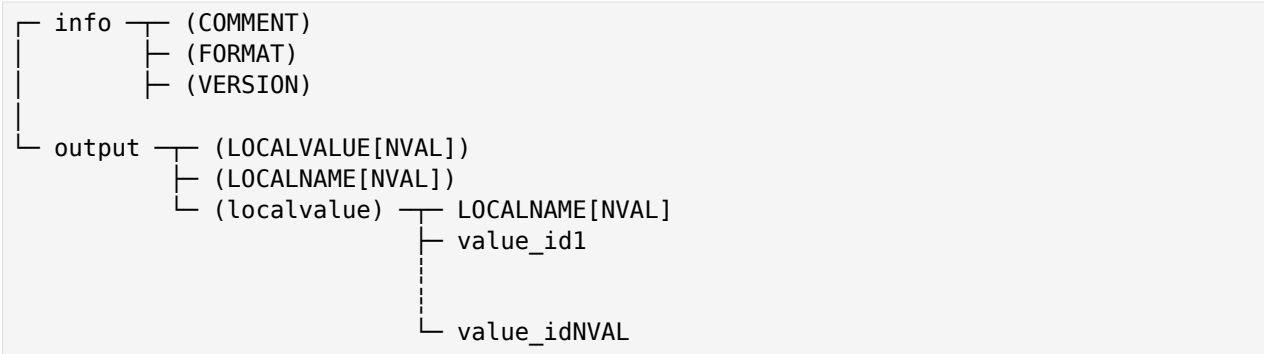 ┌─ info ─┬─ (COMMENT)
│        ├─ (FORMAT)
│        ├─ (VERSION)
│
└─ output ─┬─ (LOCALVALUE[NVAL])
           ├─ (LOCALNAME[NVAL])
           └─ (localvalue) ─┬─ LOCALNAME[NVAL]
                            ├─ value_id1
                            ┆
                            ┆
                            └─ value_idNVAL